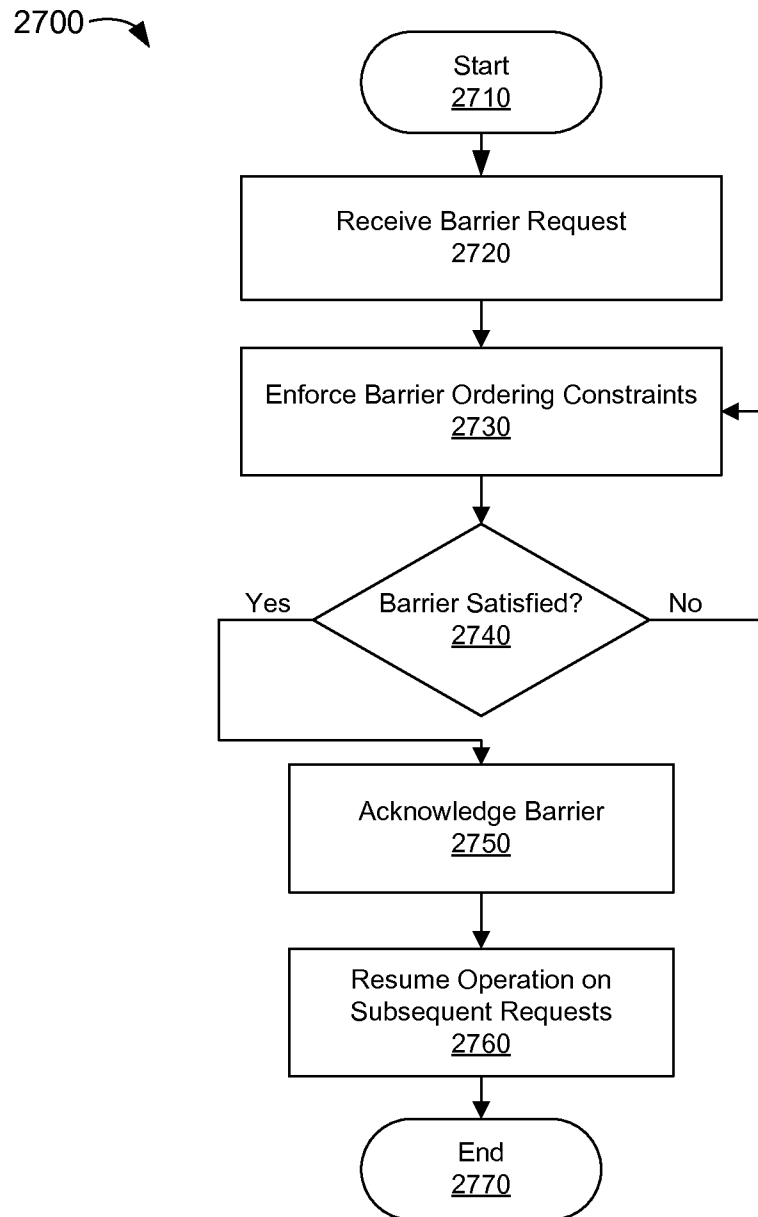 2700
Start
2710
Receive Barrier Request
2720
Enforce Barrier Ordering Constraints
2730
Barrier Satisfied?
2740
Yes
No
Acknowledge Barrier
2750
Resume Operation on
Subsequent Requests
2760
End
2770